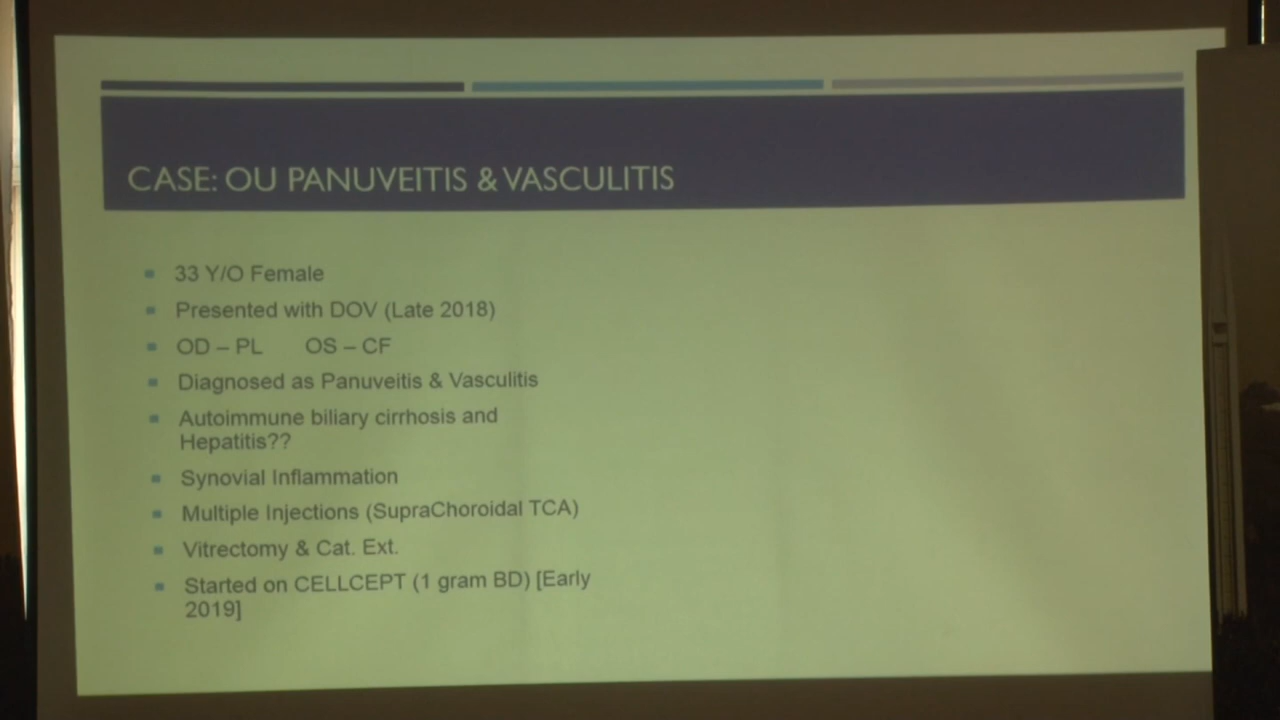 CASE: OU PANUVEITIS & VASCULITIS
33 Y/O Female
Presented with DOV (Late 2018)
OD – PL OS – CF
Diagnosed as Panuveitis & Vasculitis
Autoimmune biliary cirrhosis and
Hepatitis??
Synovial Inflammation
Multiple Injections (SupraChoroidal TCA)
Vitrectomy & Cat. Ext.
Started on CELLCEPT (1 gram BD) [Early
2019]